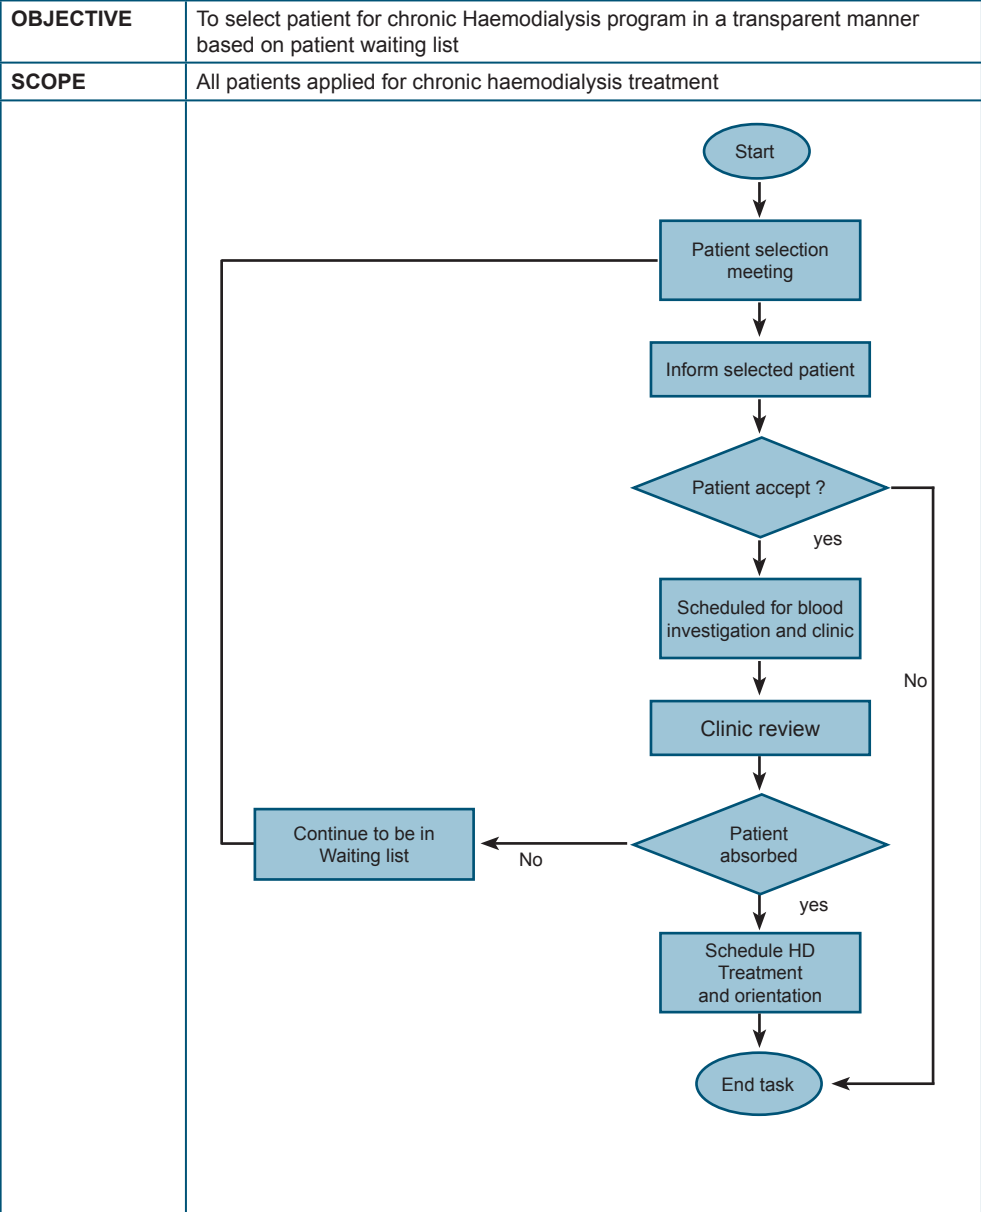 OBJECTIVE
To select patient for chronic Haemodialysis program in a transparent manner
based on patient waiting list
SCOPE
All patients applied for chronic haemodialysis treatment
Start
Patient selection
meeting
Inform selected patient
Patient accept ?
yes
Scheduled for blood
investigation and clinic
No
Clinic review
Patient
absorbed
No
Continue to be in
Waiting list
yes
Schedule HD
Treatment
and orientation
End task